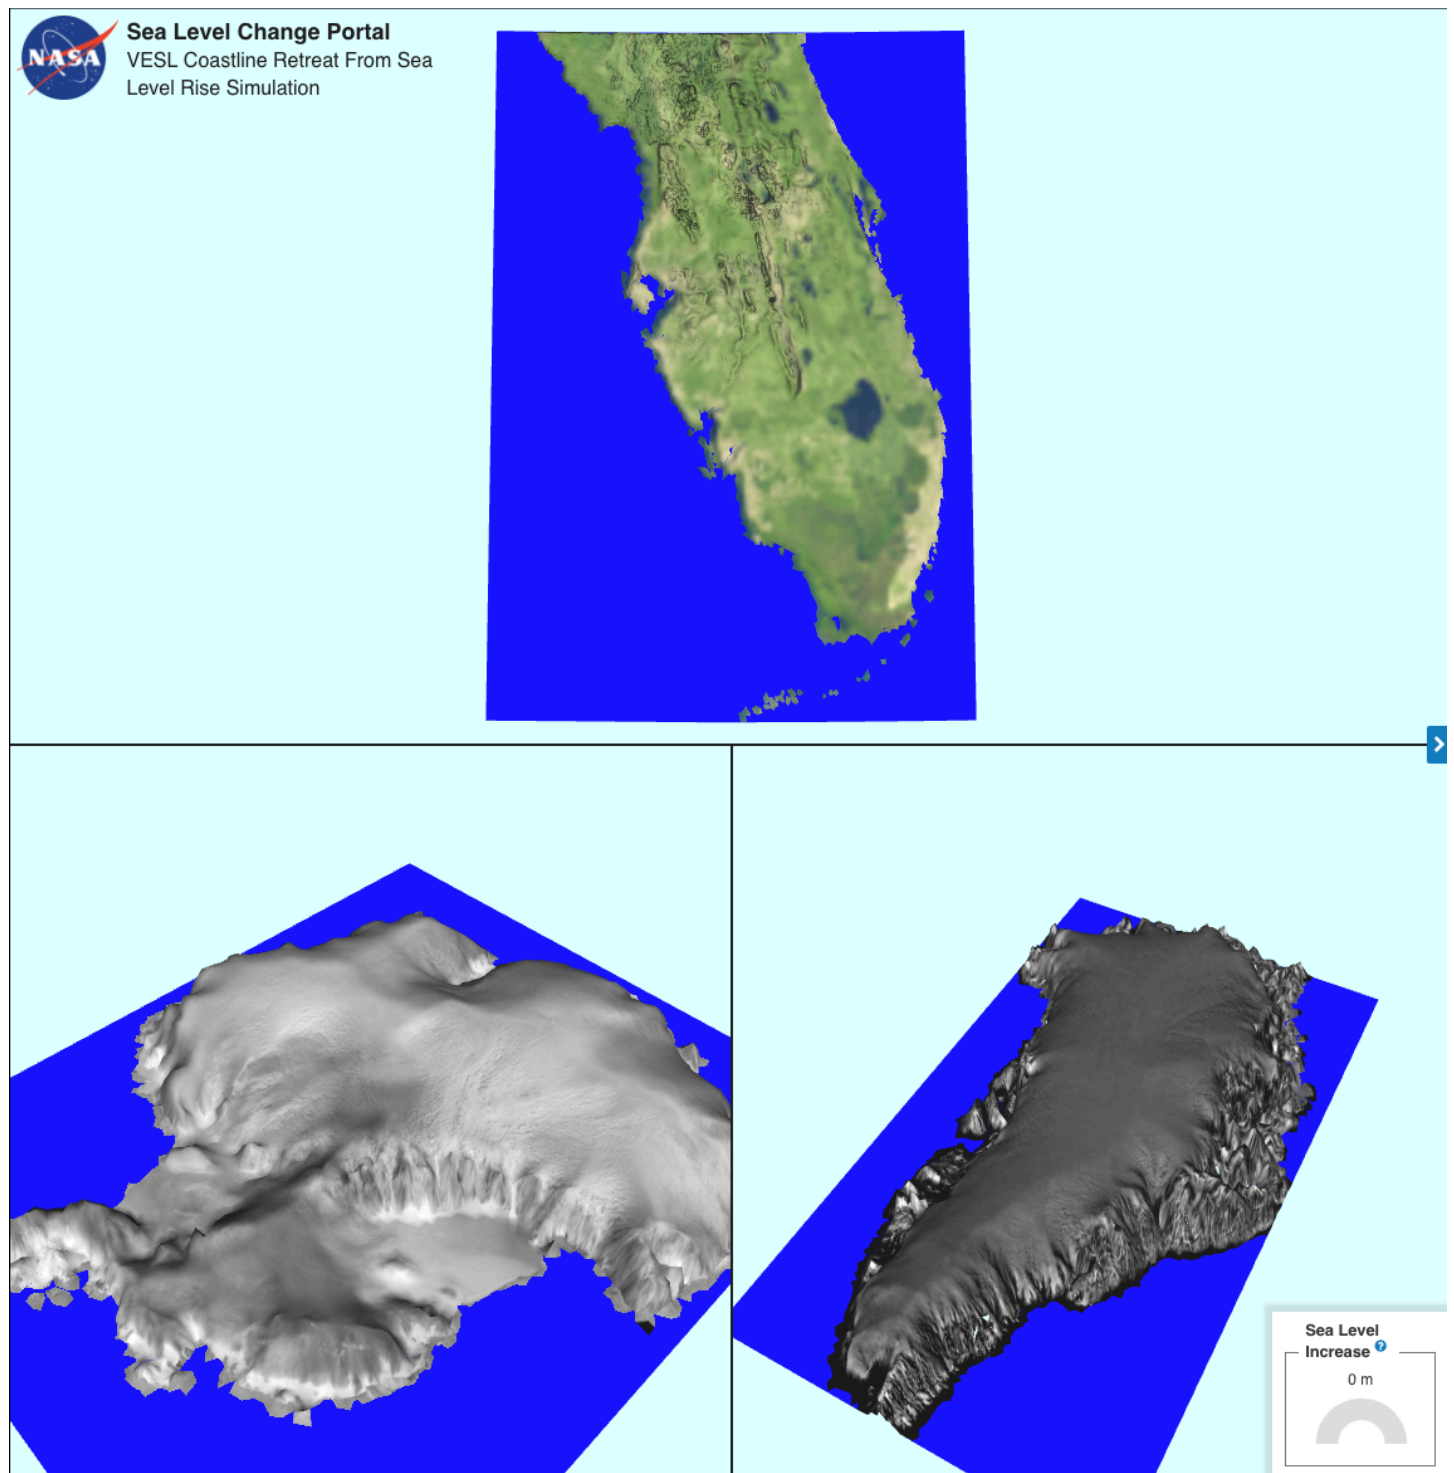 NASA
Sea Level Change Portal
VESL Coastline Retreat From Sea
Level Rise Simulation
Sea Level
Increase ?
0 m